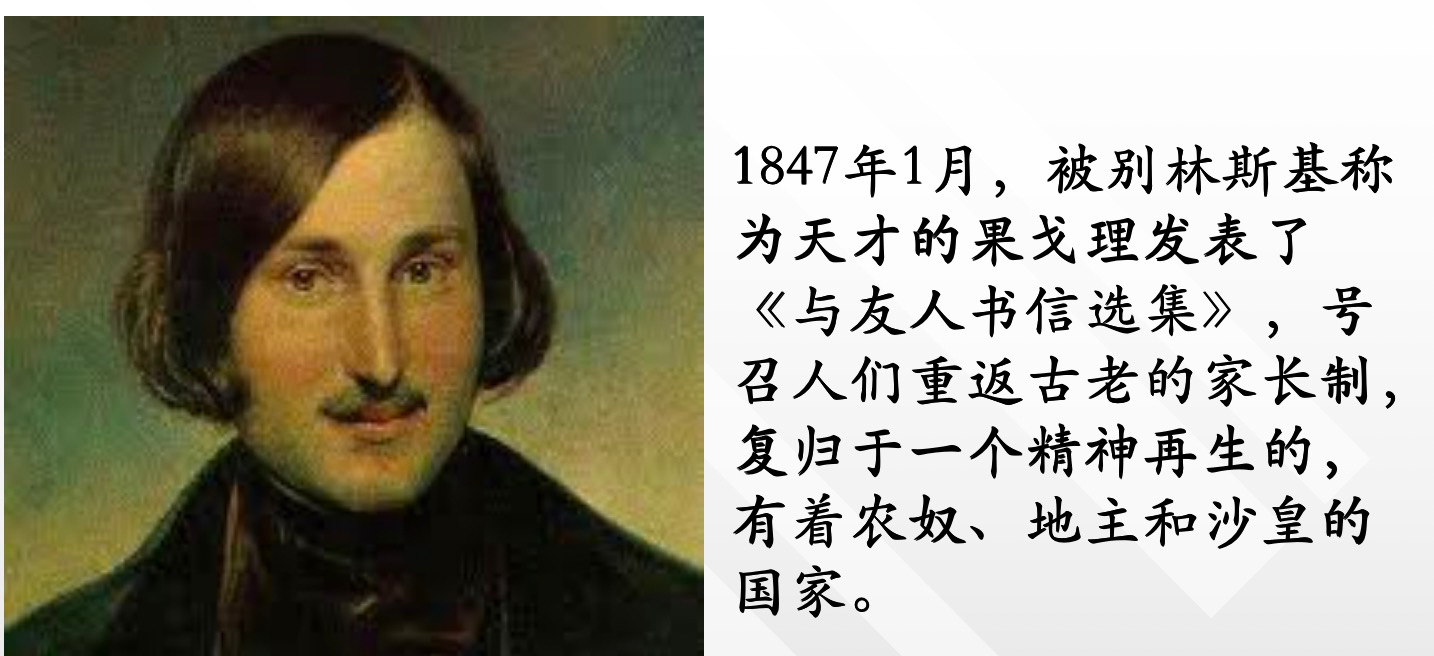 1847年1月，被别林斯基称
为天才的果戈理发表了
《与友人书信选集》，号
召人们重返古老的家长制，
复归于一个精神再生的，
有着农奴、地主和沙皇的
国家。